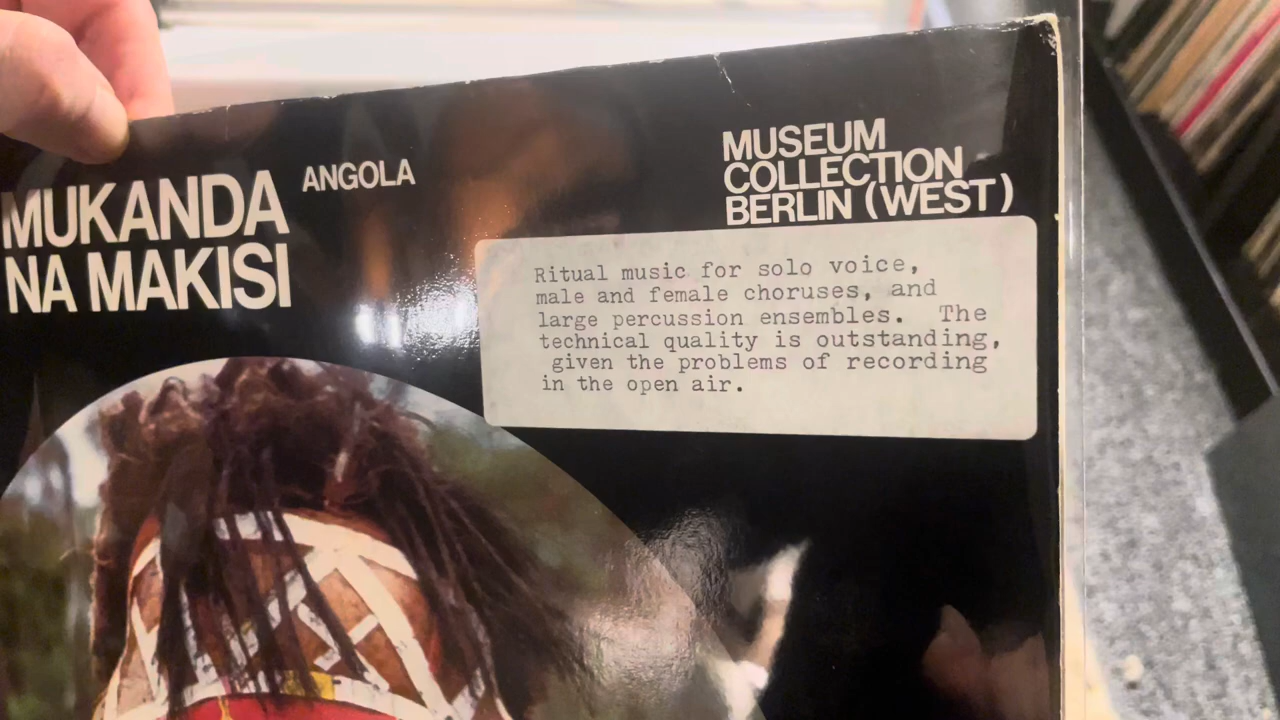 MUKANDA
NA MAKISI
ANGOLA
MUSEUM
COLLECTION
BERLIN (WEST)
Ritual music for solo voice,
male and female choruses, and
large percussion ensembles. The
technical quality is outstanding,
given the problems of recording
in the open air.